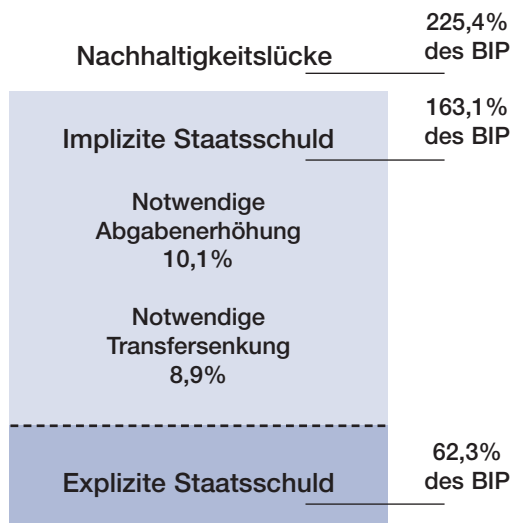 Nachhaltigkeitslücke
225,4%
des BIP
Implizite Staatsschuld
163,1%
des BIP
Notwendige
Abgabenerhöhung
10,1%
Notwendige
Transfersenkung
8,9%
Explizite Staatsschuld
62,3%
des BIP